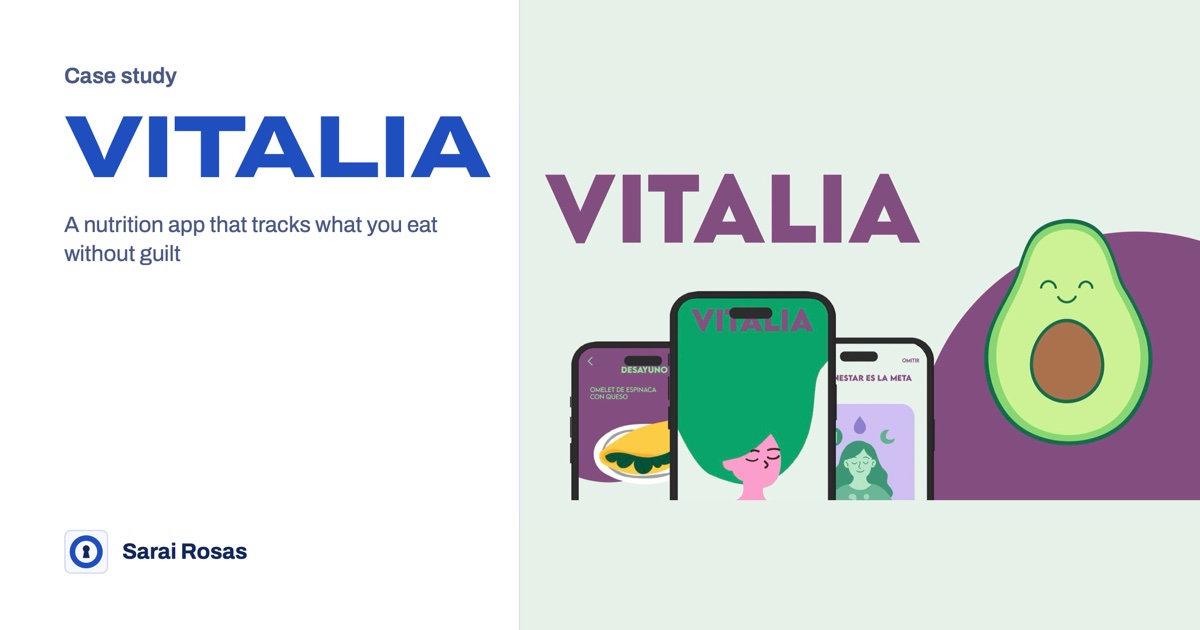 Case study
VITALIA
A nutrition app that tracks what you eat
without guilt
Sarai Rosas
VITALIA
DESAYUNO
OMELET DE ESPINACA
CON QUESO
VITALIA
OMITIR
ES LA META